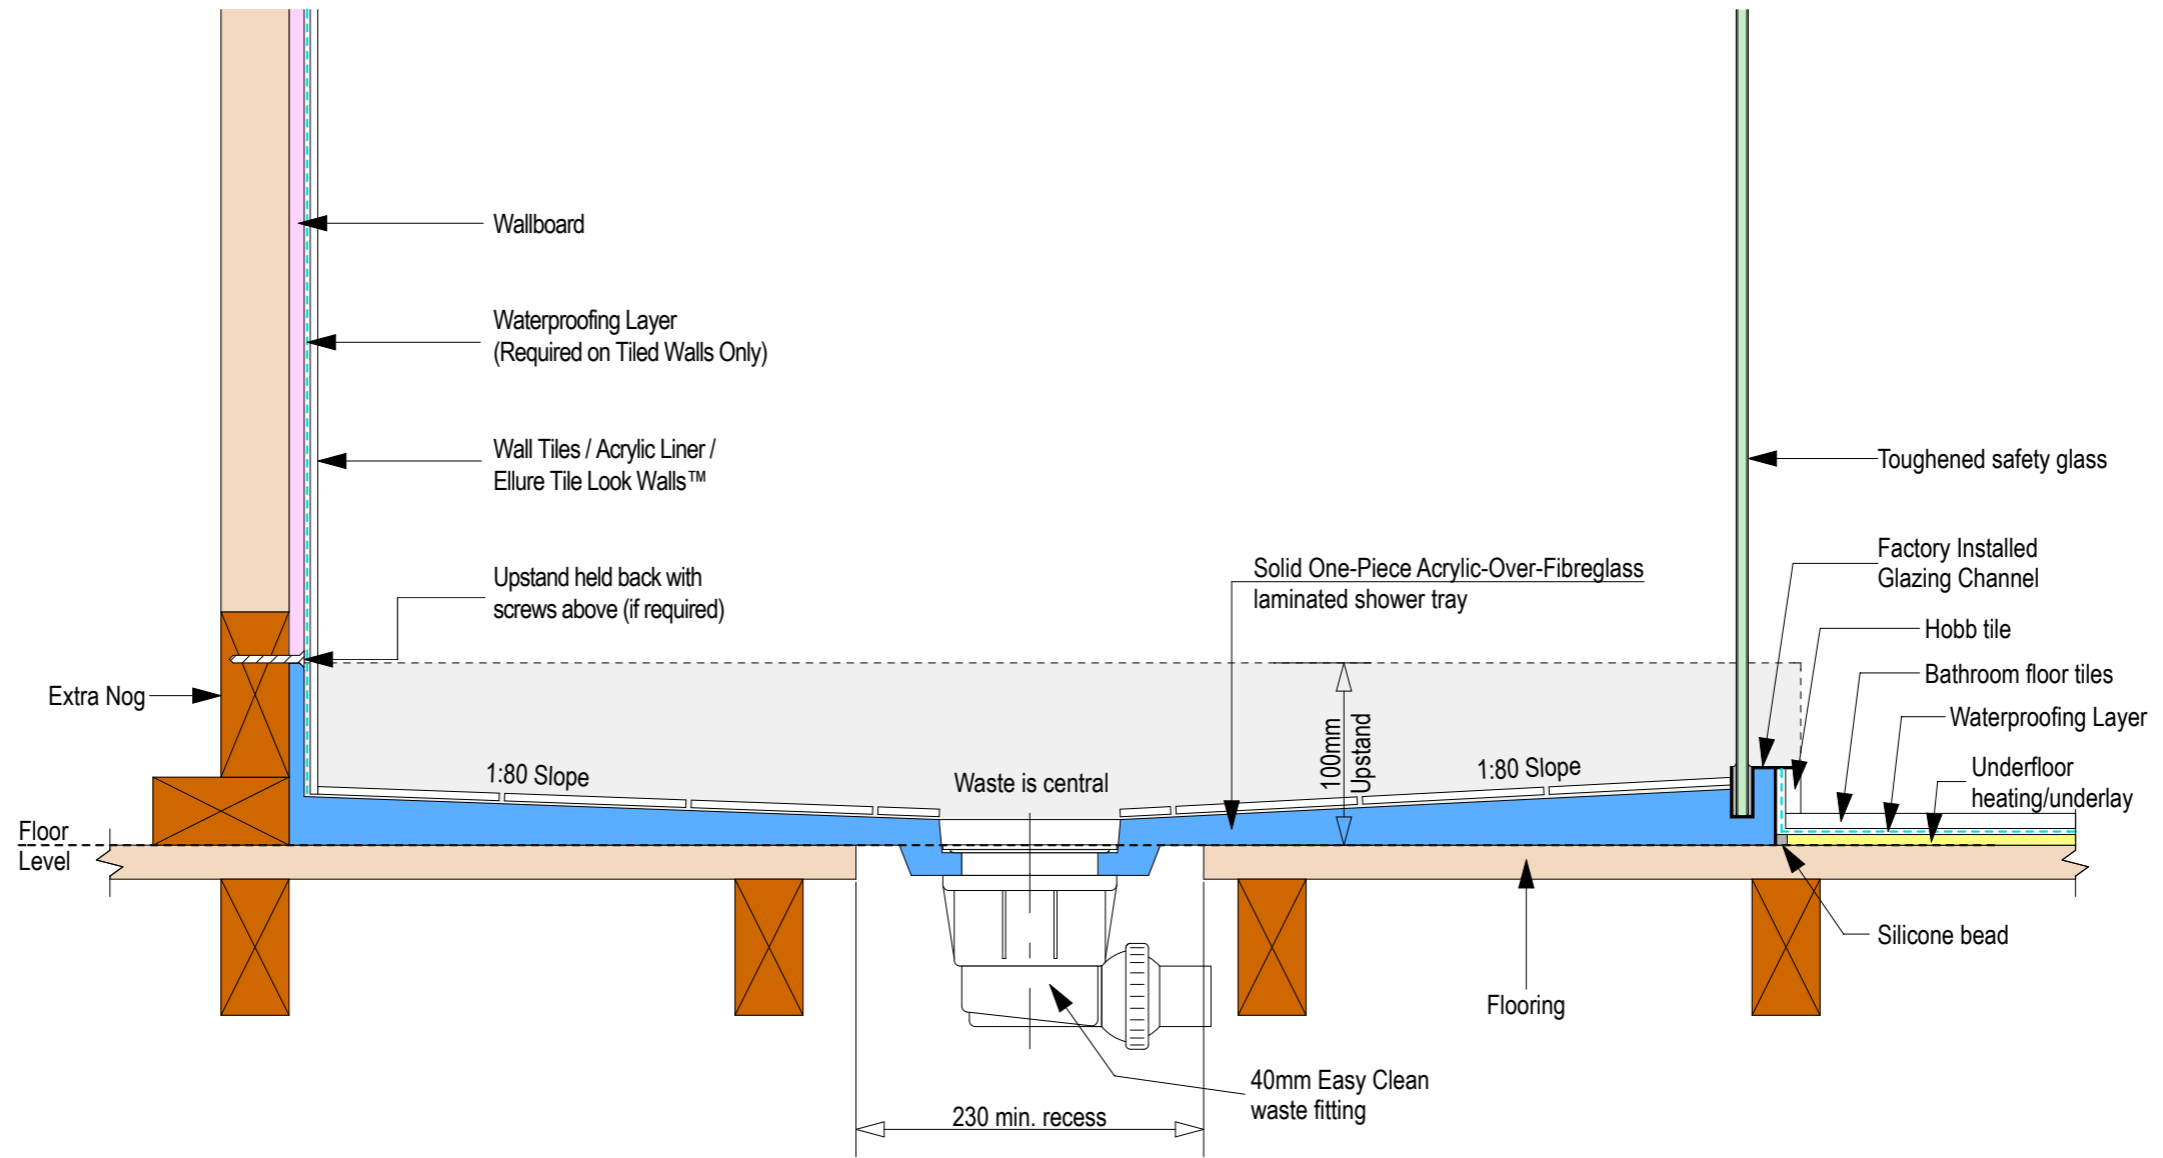 Wallboard
Waterproofing Layer
(Required on Tiled Walls Only)
Wall Tiles / Acrylic Liner /
Ellure Tile Look Walls™
Toughened safety glass
Upstand held back with
screws above (if required)
Solid One-Piece Acrylic-Over-Fibreglass
laminated shower tray
Factory Installed
Glazing Channel
Hobb tile
Extra Nog
Bathroom floor tiles
Waterproofing Layer
100mm
Upstand
1:80 Slope
Waste is central
1:80 Slope
Underfloor
heating/underlay
Floor
Level
Silicone bead
Flooring
40mm Easy Clean
waste fitting
230 min. recess